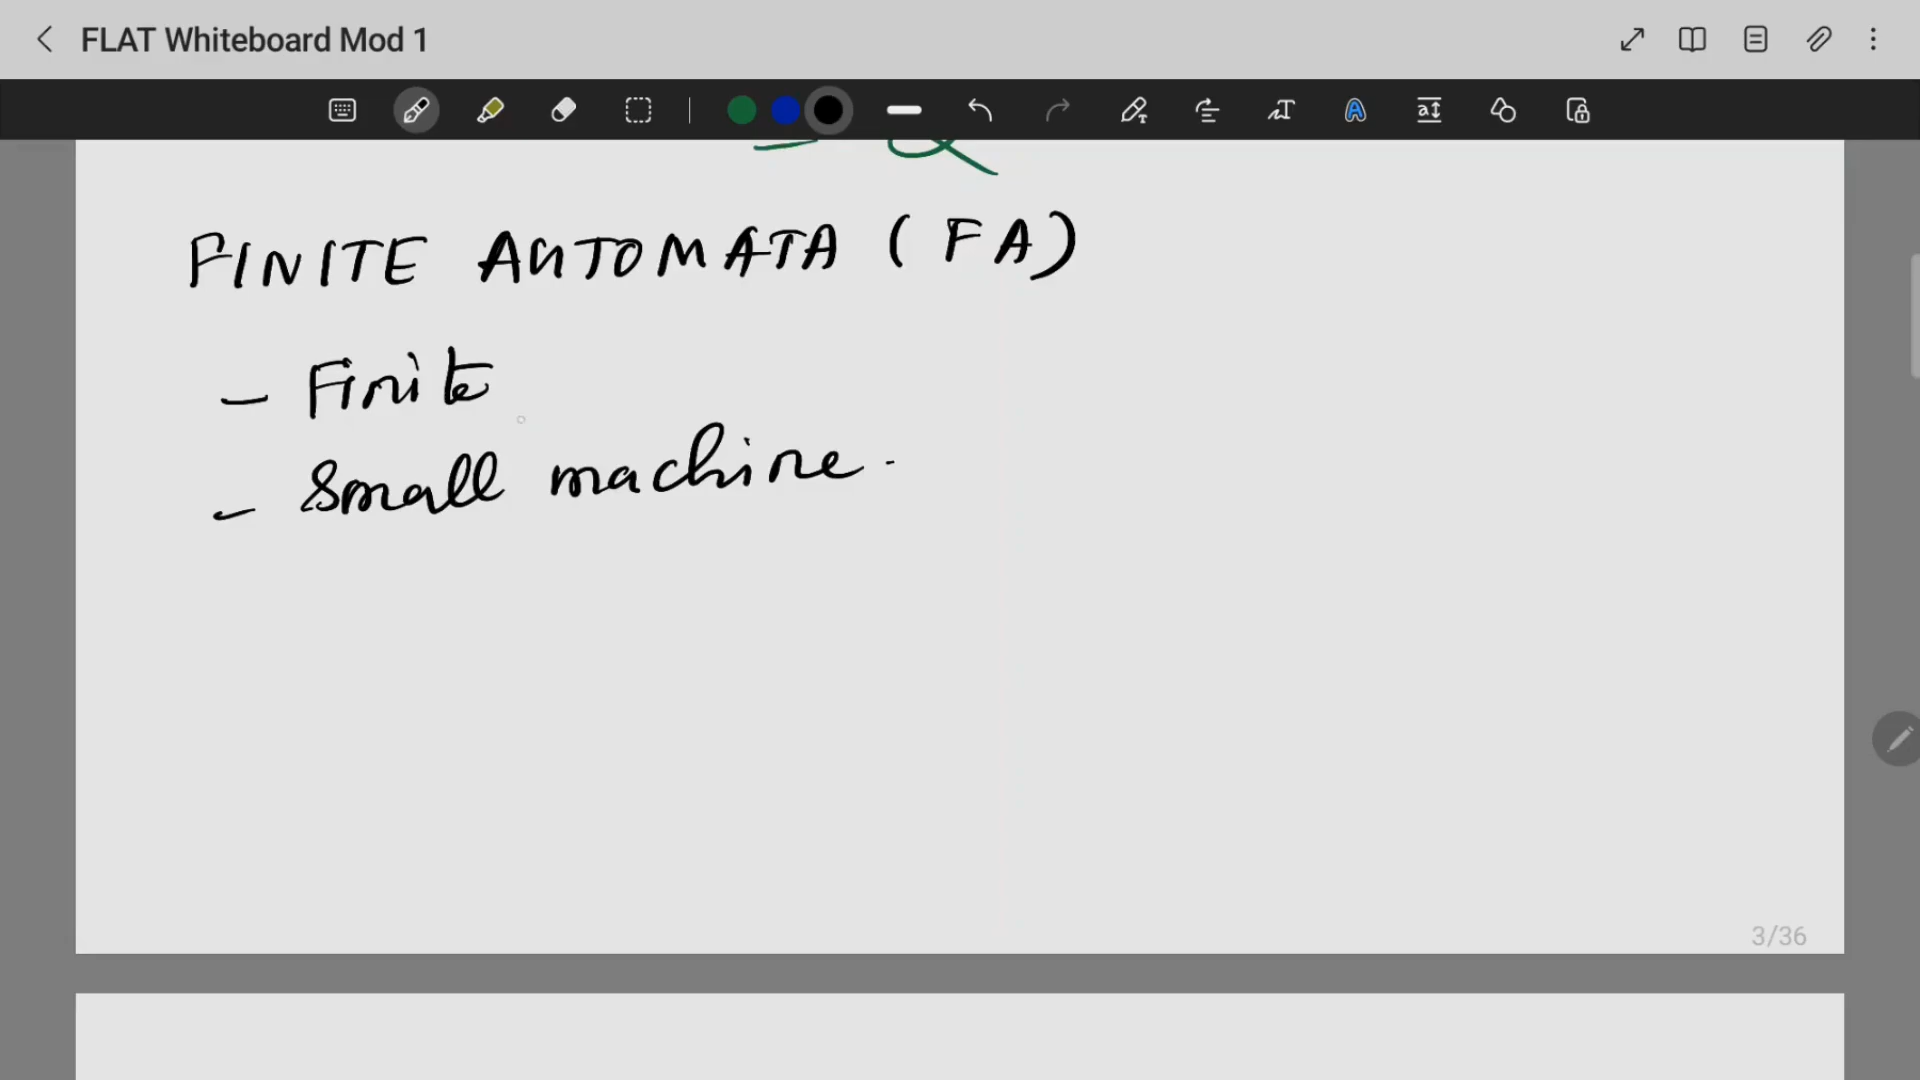 FLAT Whiteboard Mod 1
FINITE AUTOMATA (FA)
- Finite
- Small machine.
3/36